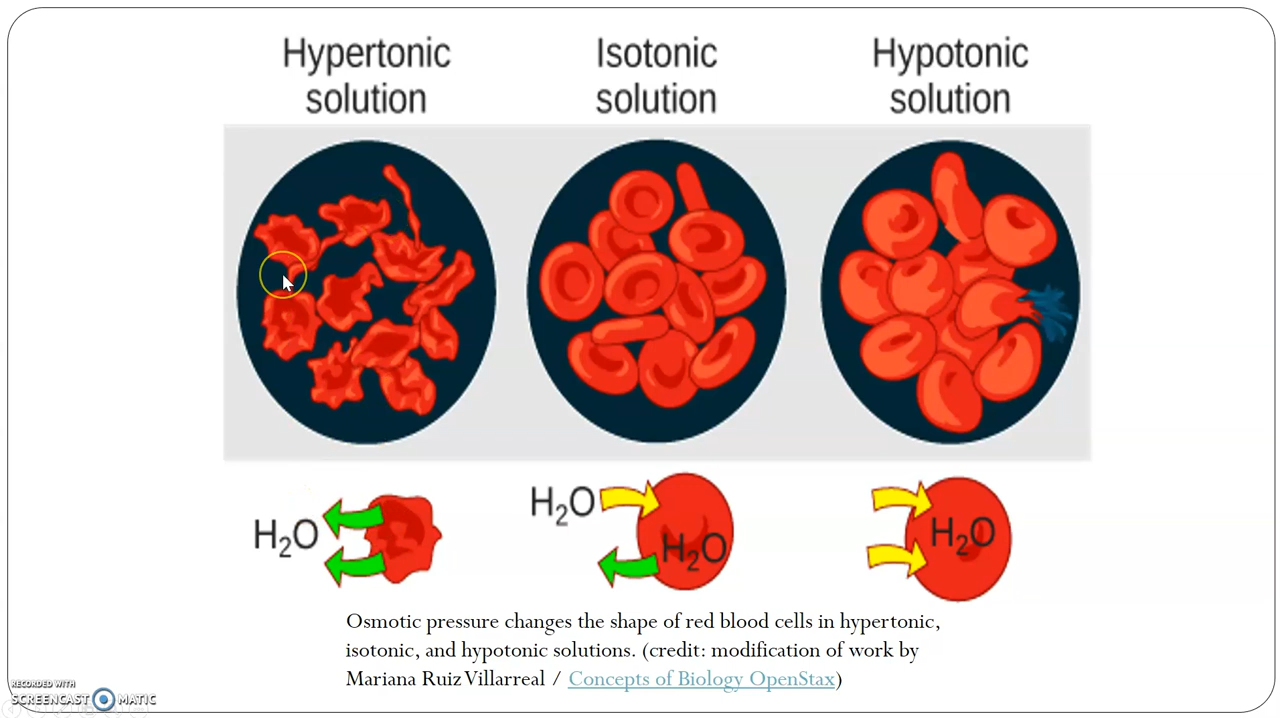 Hypertonic
solution
Isotonic
solution
Hypotonic
solution
H₂O
H₂O
H₂O
H₂O
Osmotic pressure changes the shape of red blood cells in hypertonic,
isotonic, and hypotonic solutions. (credit: modification of work by
Mariana Ruiz Villarreal / Concepts of Biology OpenStax)
RECORDED WITH
SCREENCAST MATIC